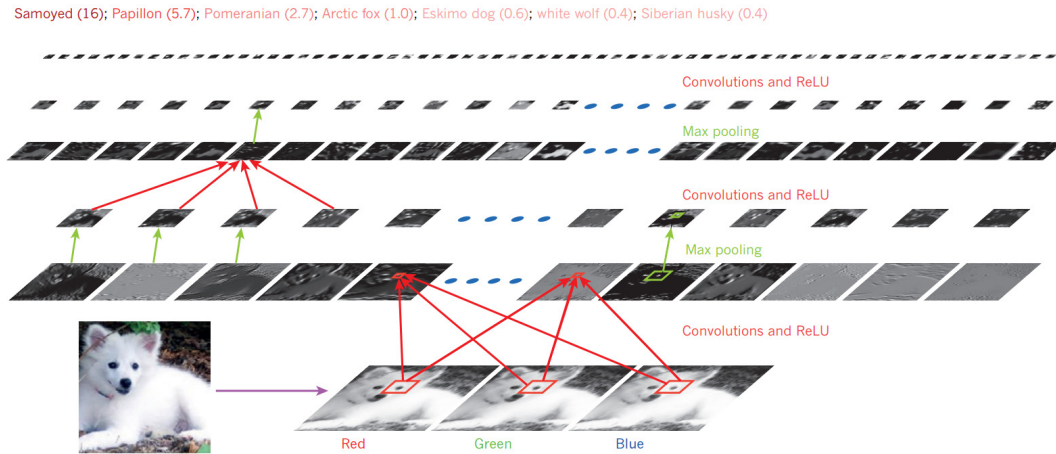 Samoyed (16); Papillon (5.7); Pomeranian (2.7); Arctic fox (1.0); Eskimo dog (0.6); white wolf (0.4); Siberian husky (0.4)
Convolutions and ReLU
Max pooling
Convolutions and ReLU
Max pooling
Convolutions and ReLU
Red
Green
Blue